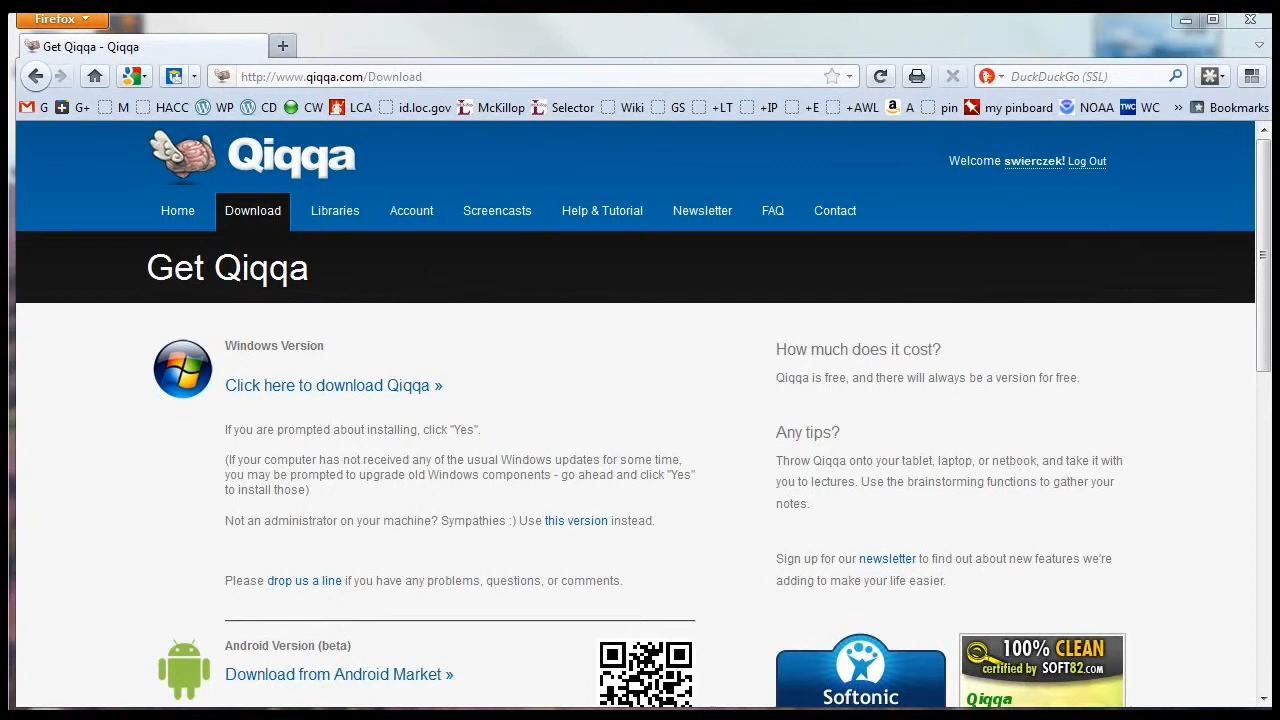 Firefox
Get Qiqqa - Qiqqa
http://www.qiqqa.com/Download
DuckDuckGo (SSL)
G G+ M HACC WP CD CW LCA id.loc.gov McKillop Selector Wiki GS +LT +IP +E +AWL A pin my pinboard NOAA TWC WC » Bookmarks
Qiqqa
Welcome swierczek! Log Out
Home Download Libraries Account Screencasts Help & Tutorial Newsletter FAQ Contact
Get Qiqqa
Windows Version
Click here to download Qiqqa »
If you are prompted about installing, click "Yes".
(If your computer has not received any of the usual Windows updates for some time,
you may be prompted to upgrade old Windows components - go ahead and click "Yes"
to install those)
Not an administrator on your machine? Sympathies :) Use this version instead.
Please drop us a line if you have any problems, questions, or comments.
Android Version (beta)
Download from Android Market »
How much does it cost?
Qiqqa is free, and there will always be a version for free.
Any tips?
Throw Qiqqa onto your tablet, laptop, or netbook, and take it with
you to lectures. Use the brainstorming functions to gather your
notes.
Sign up for our newsletter to find out about new features we're
adding to make your life easier.
Softonic
100% CLEAN
certified by SOFT82.COM
Qiqqa